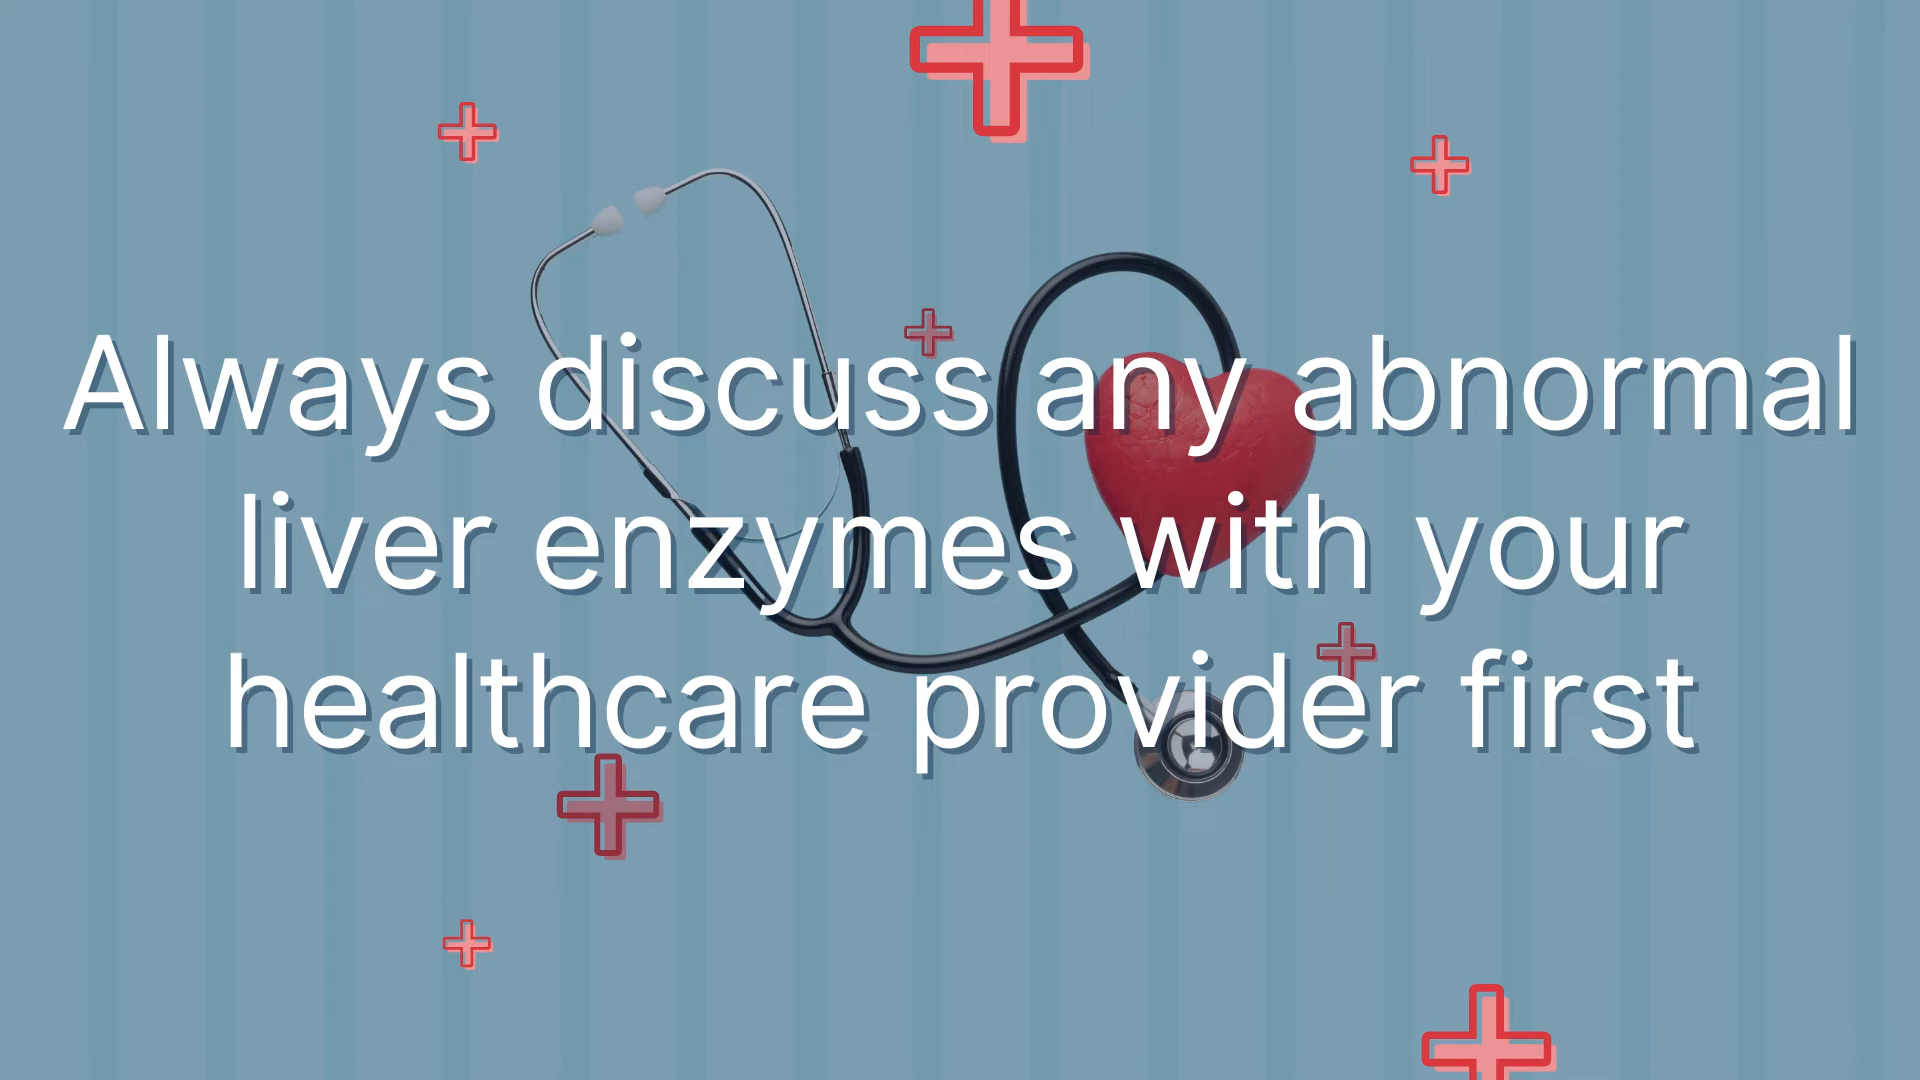 Always discuss any abnormal
liver enzymes with your
healthcare provider first